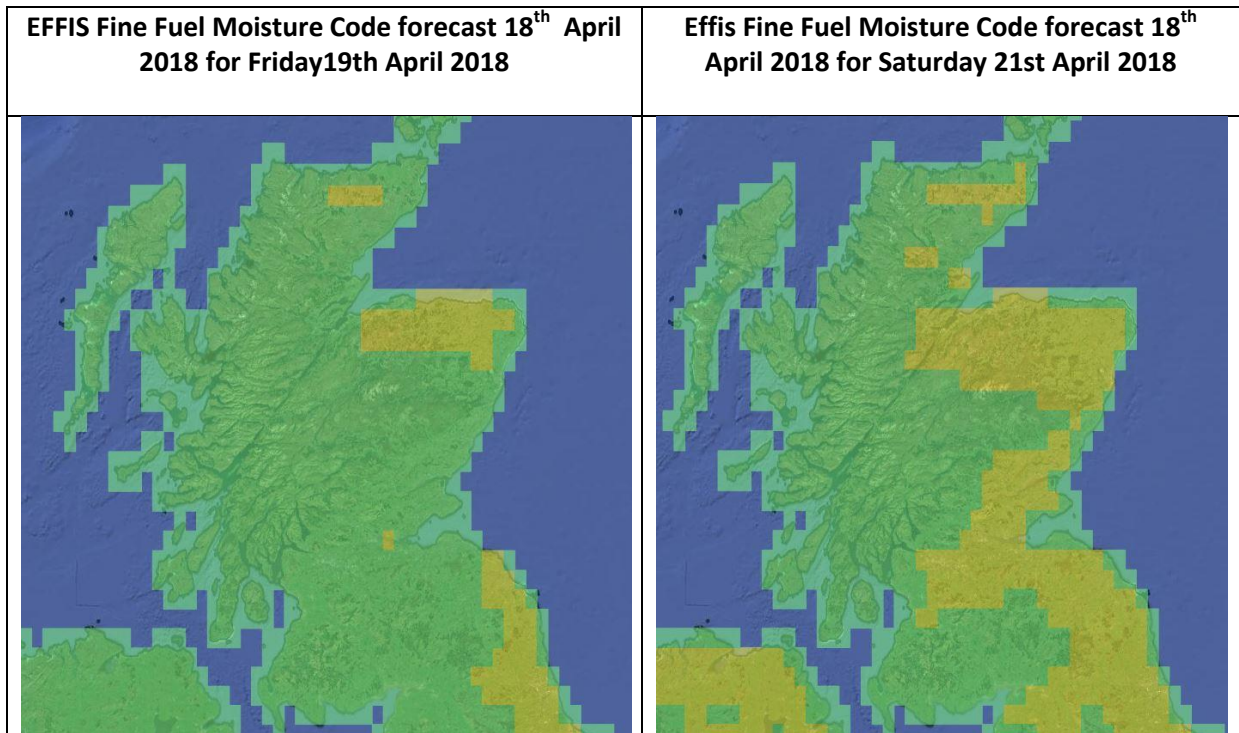 EFFIS Fine Fuel Moisture Code forecast 18th April
2018 for Friday19th April 2018
Effis Fine Fuel Moisture Code forecast 18th
April 2018 for Saturday 21st April 2018